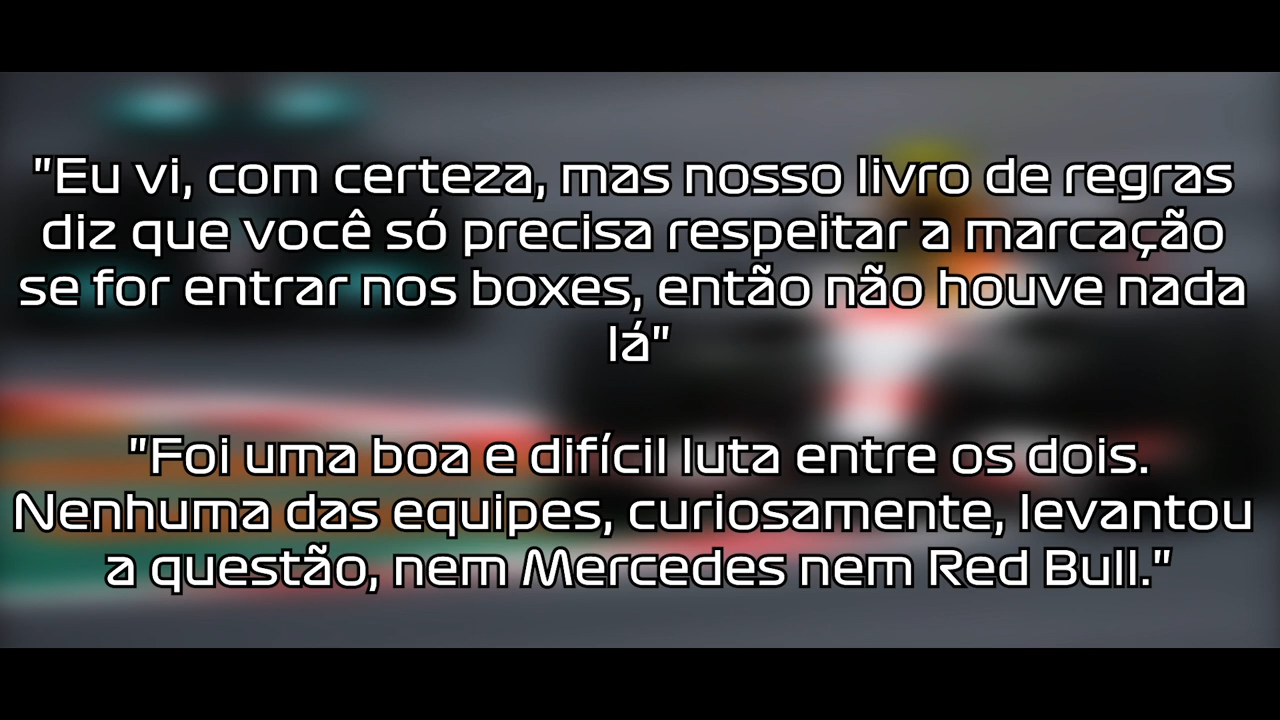 "Eu vi, com certeza, mas nosso livro de regras
diz que você só precisa respeitar a marcação
se for entrar nos boxes, então não houve nada
lá"
"Foi uma boa e difícil luta entre os dois.
Nenhuma das equipes, curiosamente, levantou
a questão, nem Mercedes nem Red Bull."